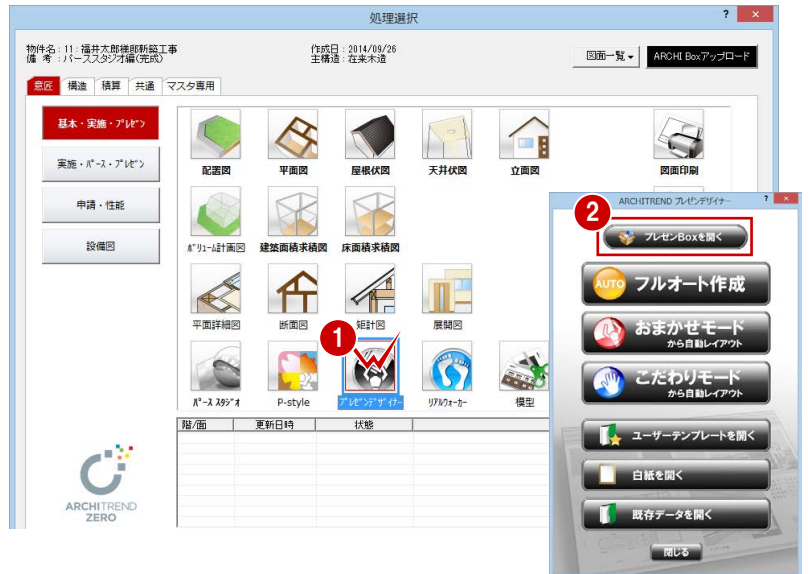 処理選択
? ×
物件名：11：福井太郎様邸新築工事
作成日：2014/09/26
備 考：パーススタジオ編(完成)
主構造：在来木造
図面一覧
ARCHI Boxアップロード
意匠 構造 積算 共通 マスタ専用
基本・実施・プレゼン
実施・パース・プレゼン
申請・性能
設備図
配置図 平面図 屋根伏図 天井伏図 立面図 図面印刷
ボリューム計画図 建築面積求積図 床面積求積図
平面詳細図 断面図 矩計図 展開図
1
パース スタジオ P-style プレゼンデザイナー リアルウォーカー 模型
階/面 更新日時 状態
ARCHITREND
ZERO
2
ARCHITREND プレゼンデザイナー ? ×
プレゼンBoxを開く
AUTO フルオート作成
おまかせモード
から自動レイアウト
こだわりモード
から自動レイアウト
ユーザーテンプレートを開く
白紙を開く
既存データを開く
閉じる